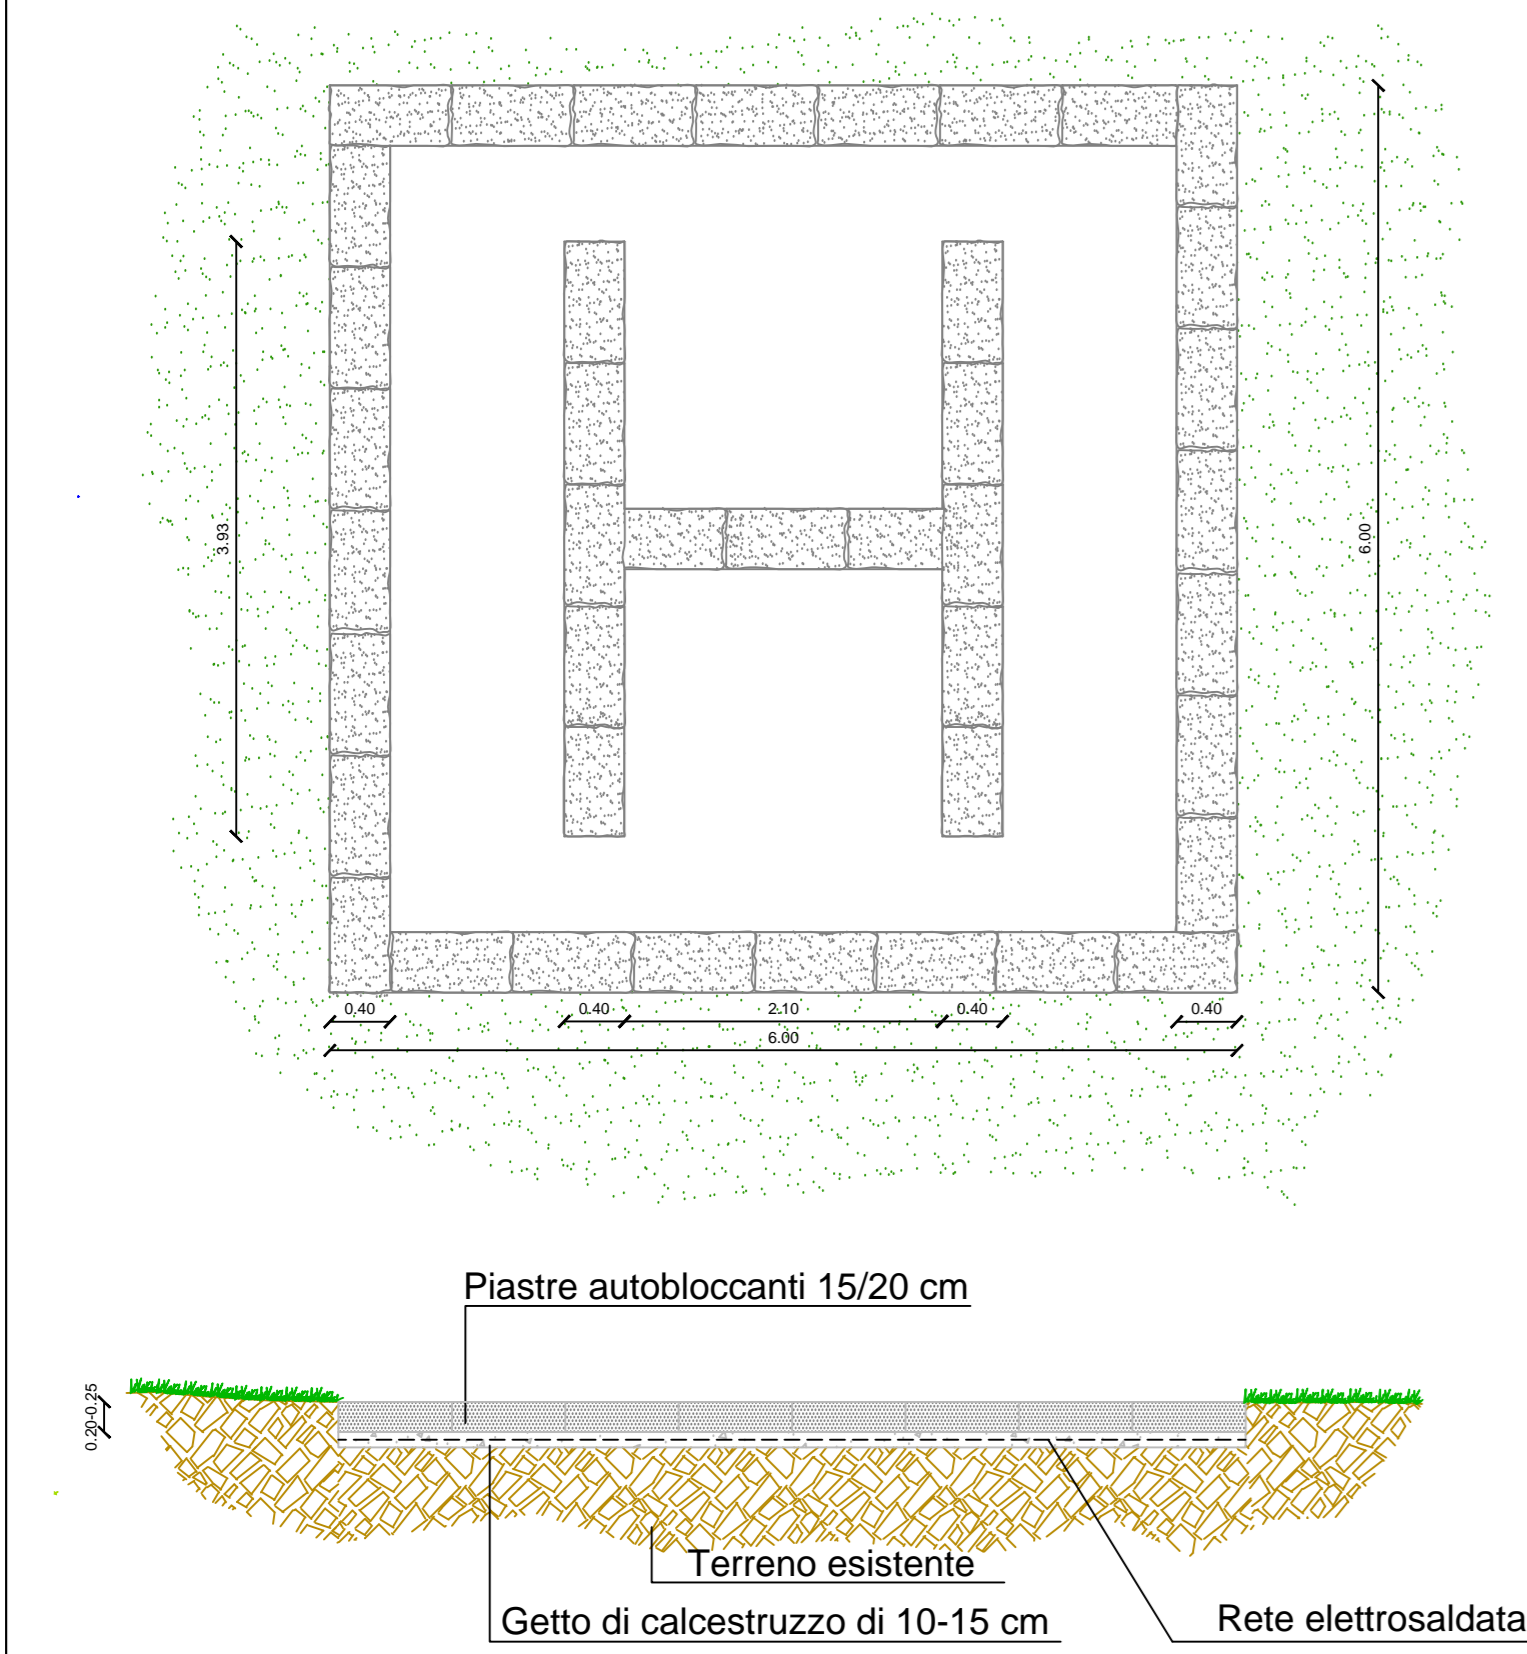 3.93
6.00
0.40
0.40
2.10
0.40
0.40
6.00
Piastre autobloccanti 15/20 cm
0.20-0.25
Terreno esistente
Getto di calcestruzzo di 10-15 cm
Rete elettrosaldata